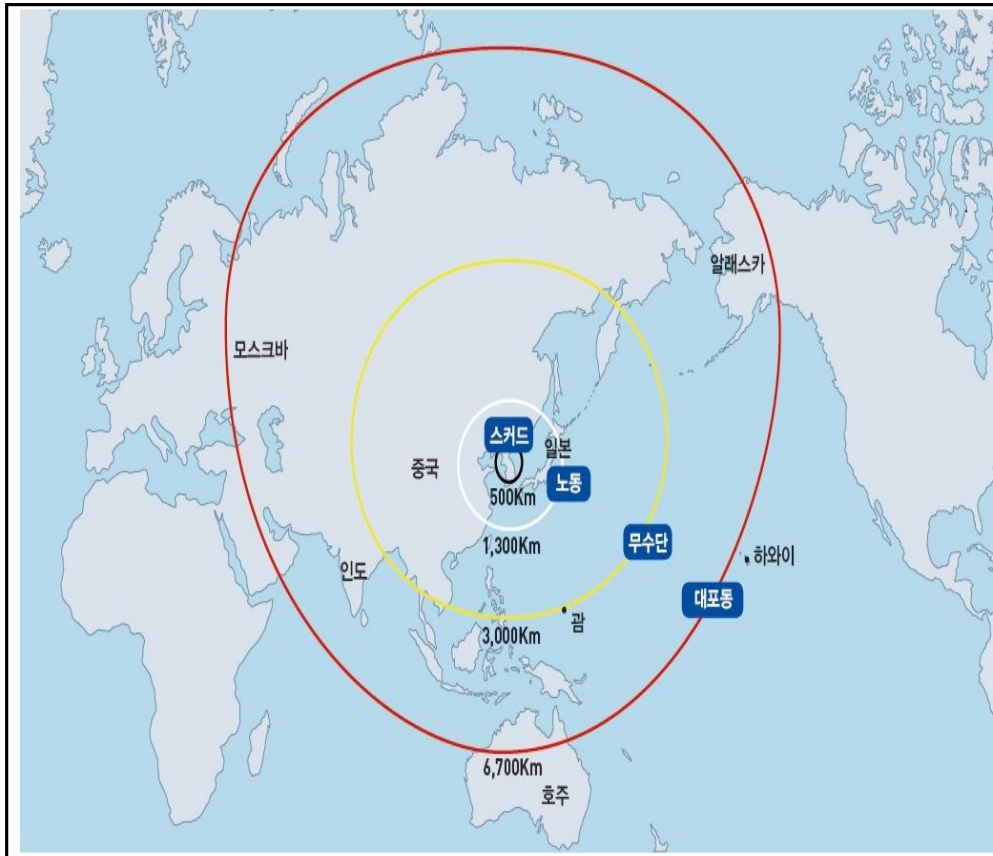 알래스카
모스크바
스커드
일본
중국
노동
500Km
1,300Km
무수단
하와이
인도
대포동
괌
3,000Km
6,700Km
호주